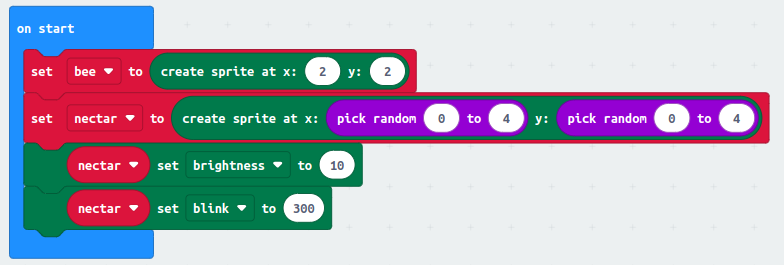 on start
set bee to create sprite at x: 2 y: 2
set nectar to create sprite at x: pick random 0 to 4 y: pick random 0 to 4
nectar set brightness to 10
nectar set blink to 300